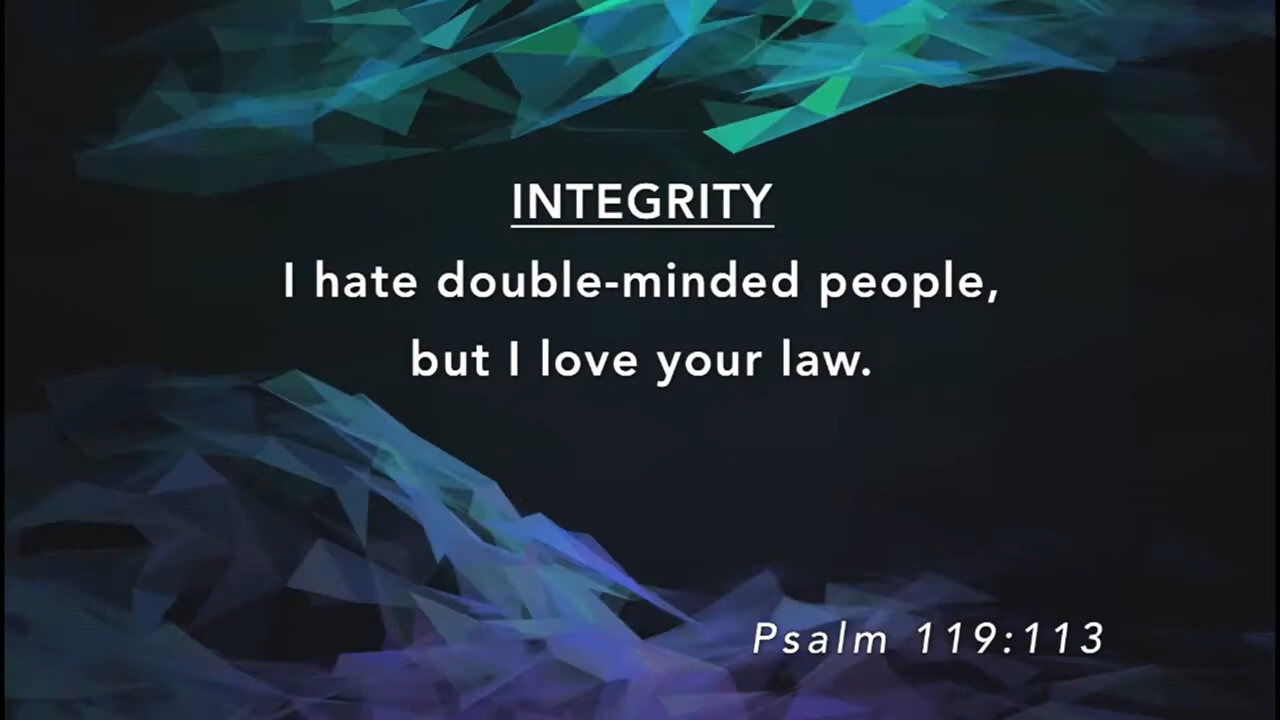 INTEGRITY
I hate double-minded people,
but I love your law.
Psalm 119:113